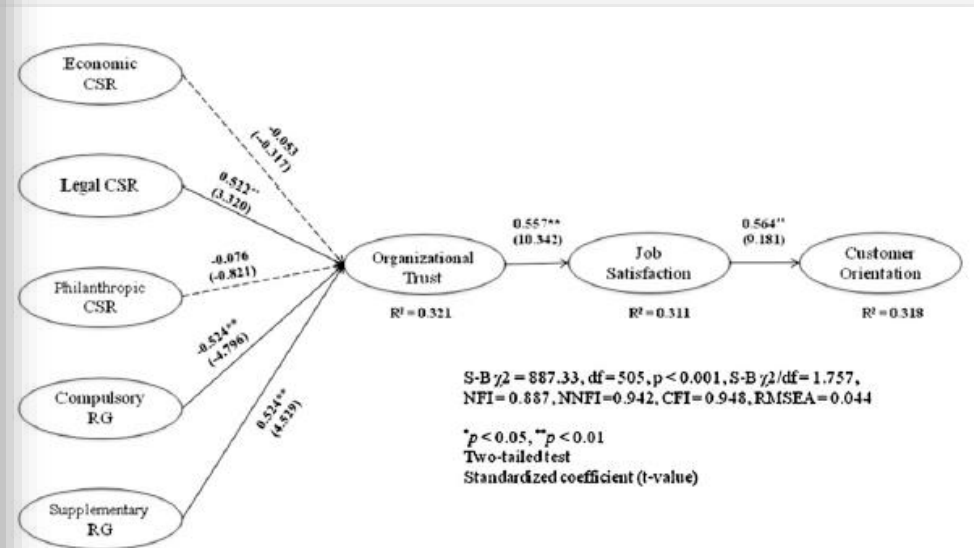 Economic
CSR
-0.053
(-0.317)
Legal CSR
0.522**
(3.320)
-0.076
(-0.821)
Philanthropic
CSR
-0.524**
(-4.796)
Compulsory
RG
0.524**
(4.529)
Supplementary
RG
Organizational
Trust
R² = 0.321
0.557**
(10.342)
Job
Satisfaction
R² = 0.311
0.564**
(9.181)
Customer
Orientation
R² = 0.318
S-B χ2 = 887.33, df = 505, p < 0.001, S-B χ2/df = 1.757,
NFI = 0.887, NNFI = 0.942, CFI = 0.948, RMSEA = 0.044
*p < 0.05, **p < 0.01
Two-tailed test
Standardized coefficient (t-value)